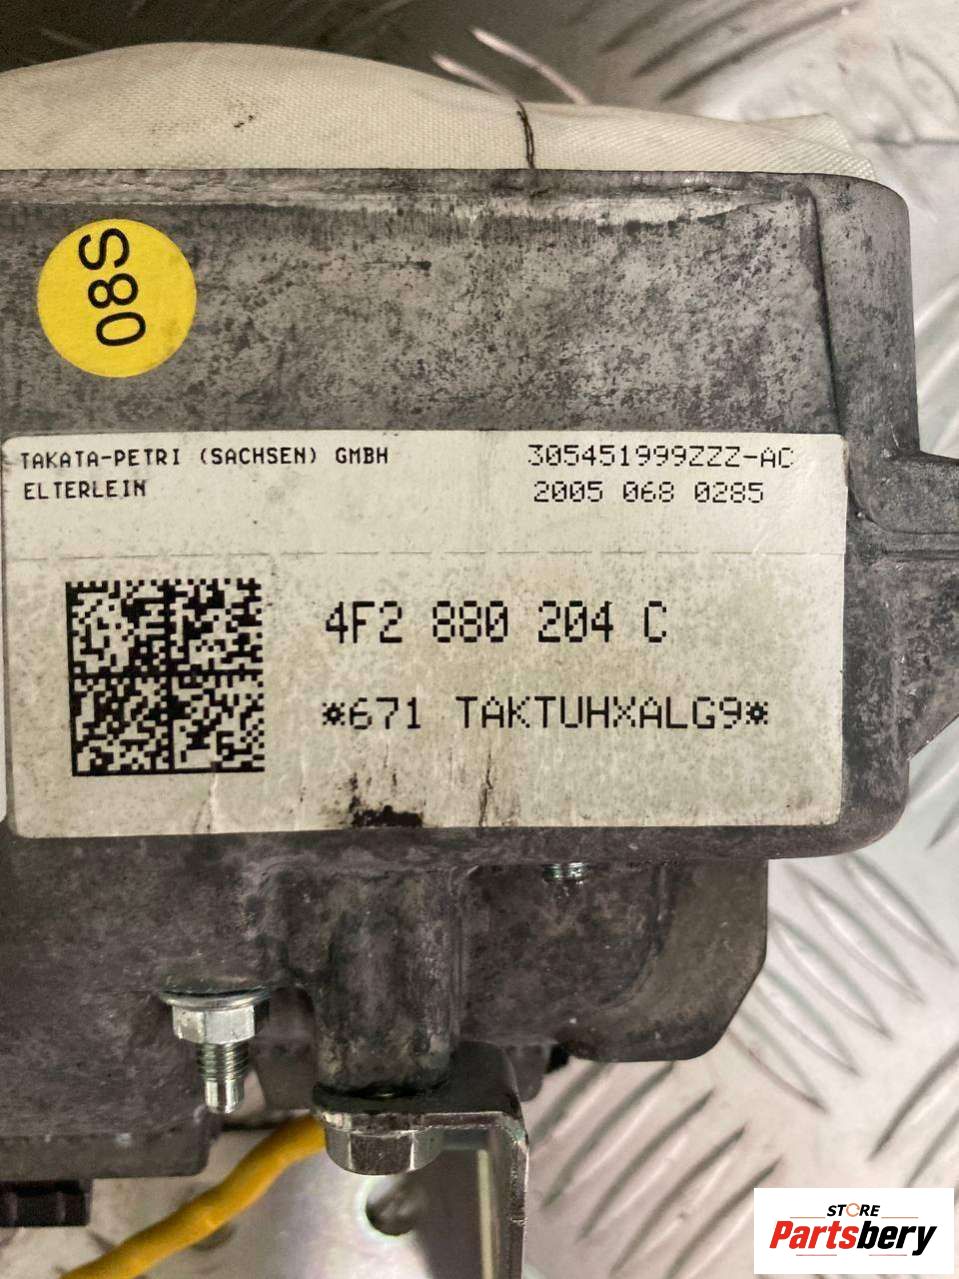 08S
TAKATA-PETRI (SACHSEN) GMBH
ELTERLEIN
305451999ZZZ-AC
2005 068 0285
4F2 880 204 C
*671 TAKTUHXALG9*
STORE
Partsbery